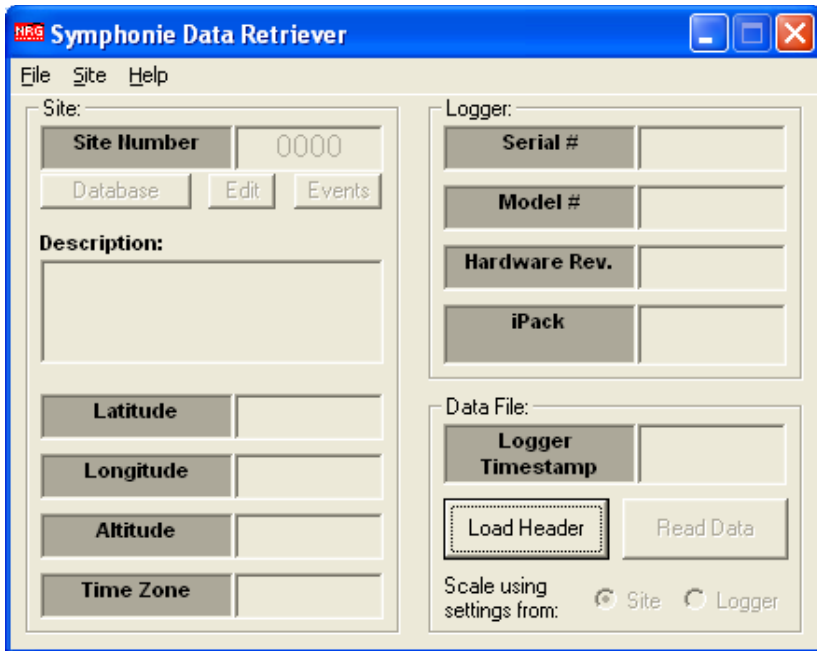 NRG Symphonie Data Retriever
File Site Help
Site:
Site Number 0000
Database Edit Events
Description:
Latitude
Longitude
Altitude
Time Zone
Logger:
Serial #
Model #
Hardware Rev.
iPack
Data File:
Logger
Timestamp
Load Header Read Data
Scale using
settings from: Site Logger